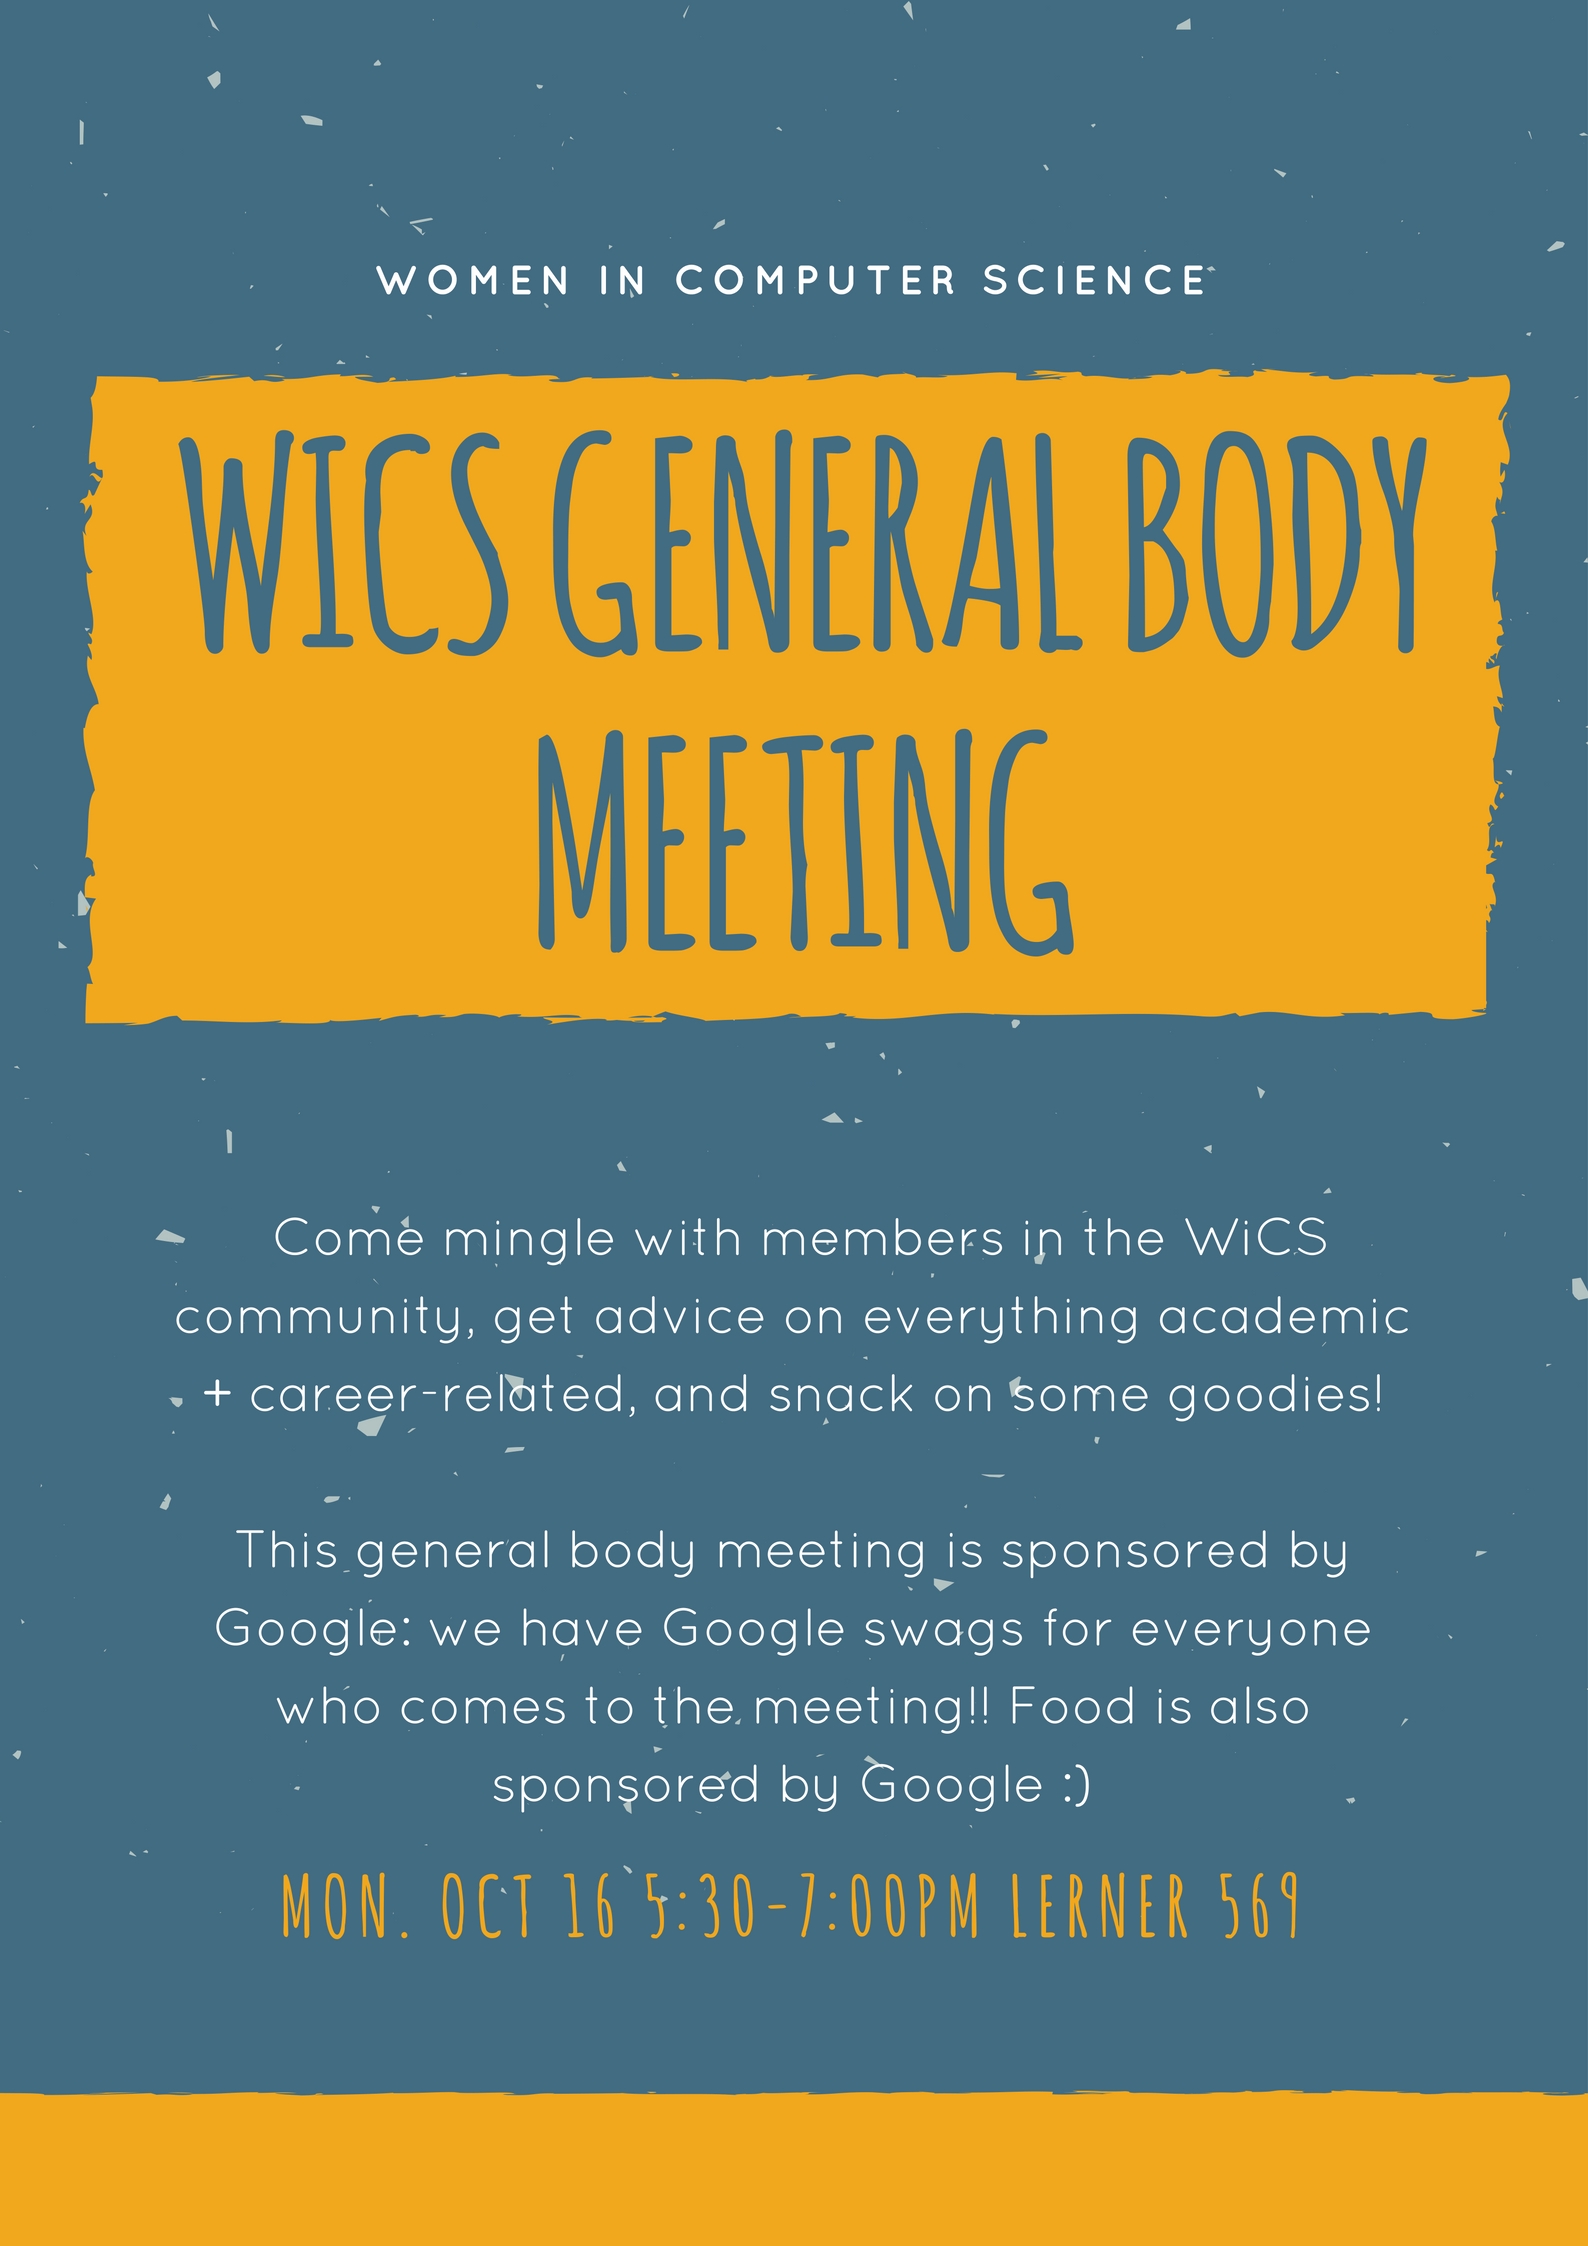 WOMEN IN COMPUTER SCIENCE
WICS GENERAL BODY
MEETING
Come mingle with members in the WiCS
community, get advice on everything academic
+ career-related, and snack on some goodies!
This general body meeting is sponsored by
Google: we have Google swags for everyone
who comes to the meeting!! Food is also
sponsored by Google :)
MON. OCT 16 5:30-7:00PM LERNER 569